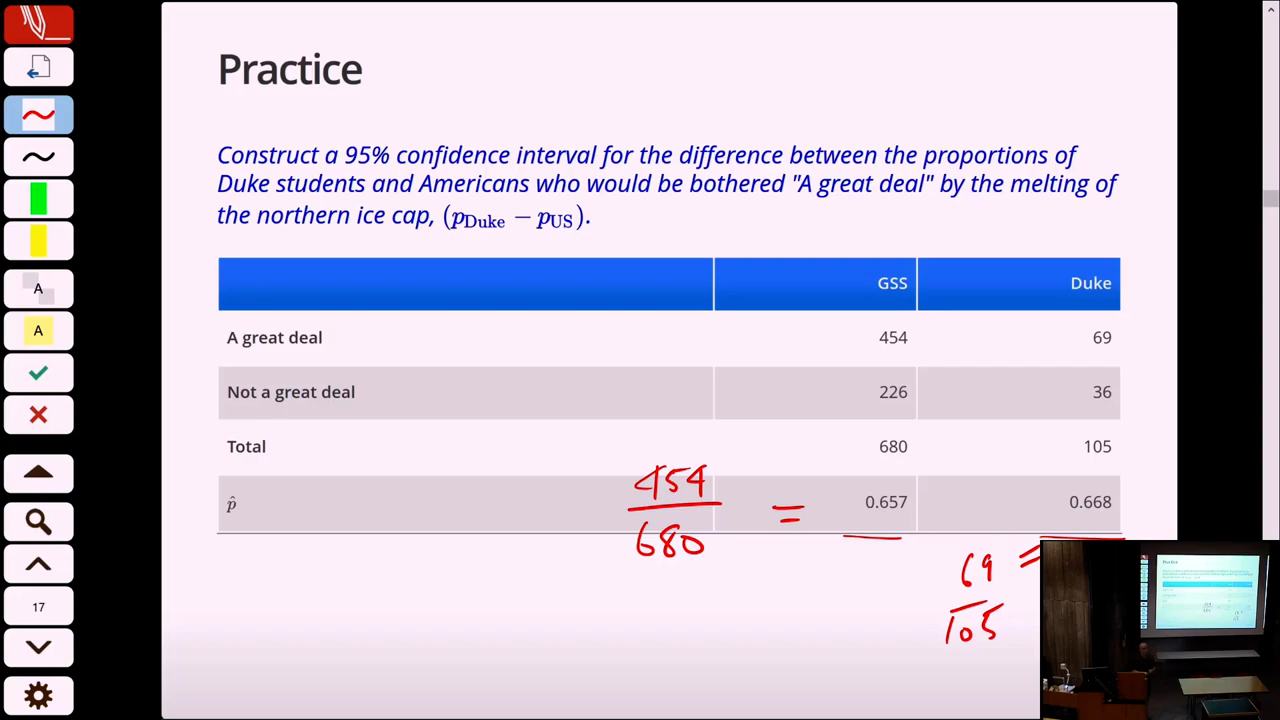 Practice
Construct a 95% confidence interval for the difference between the proportions of
Duke students and Americans who would be bothered "A great deal" by the melting of
the northern ice cap, (pDuke − pUS).
GSS Duke
A great deal 454 69
Not a great deal 226 36
Total 680 105
p̂ 0.657 0.668
454
680
=
69
105
=
A
A
17